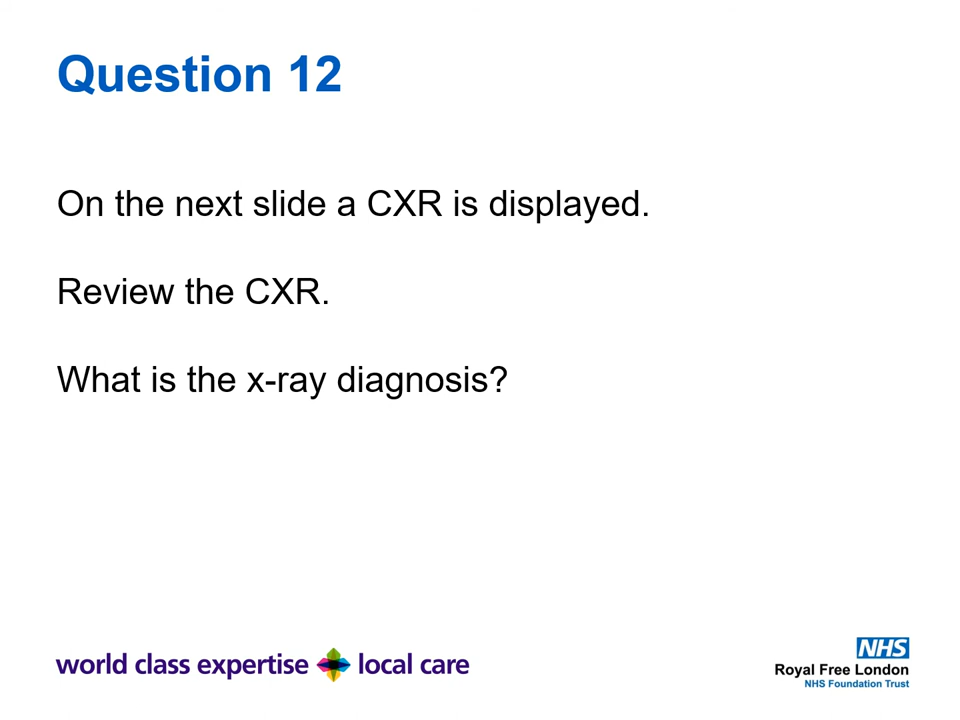 Question 12
On the next slide a CXR is displayed.
Review the CXR.
What is the x-ray diagnosis?
world class expertise local care
NHS
Royal Free London
NHS Foundation Trust